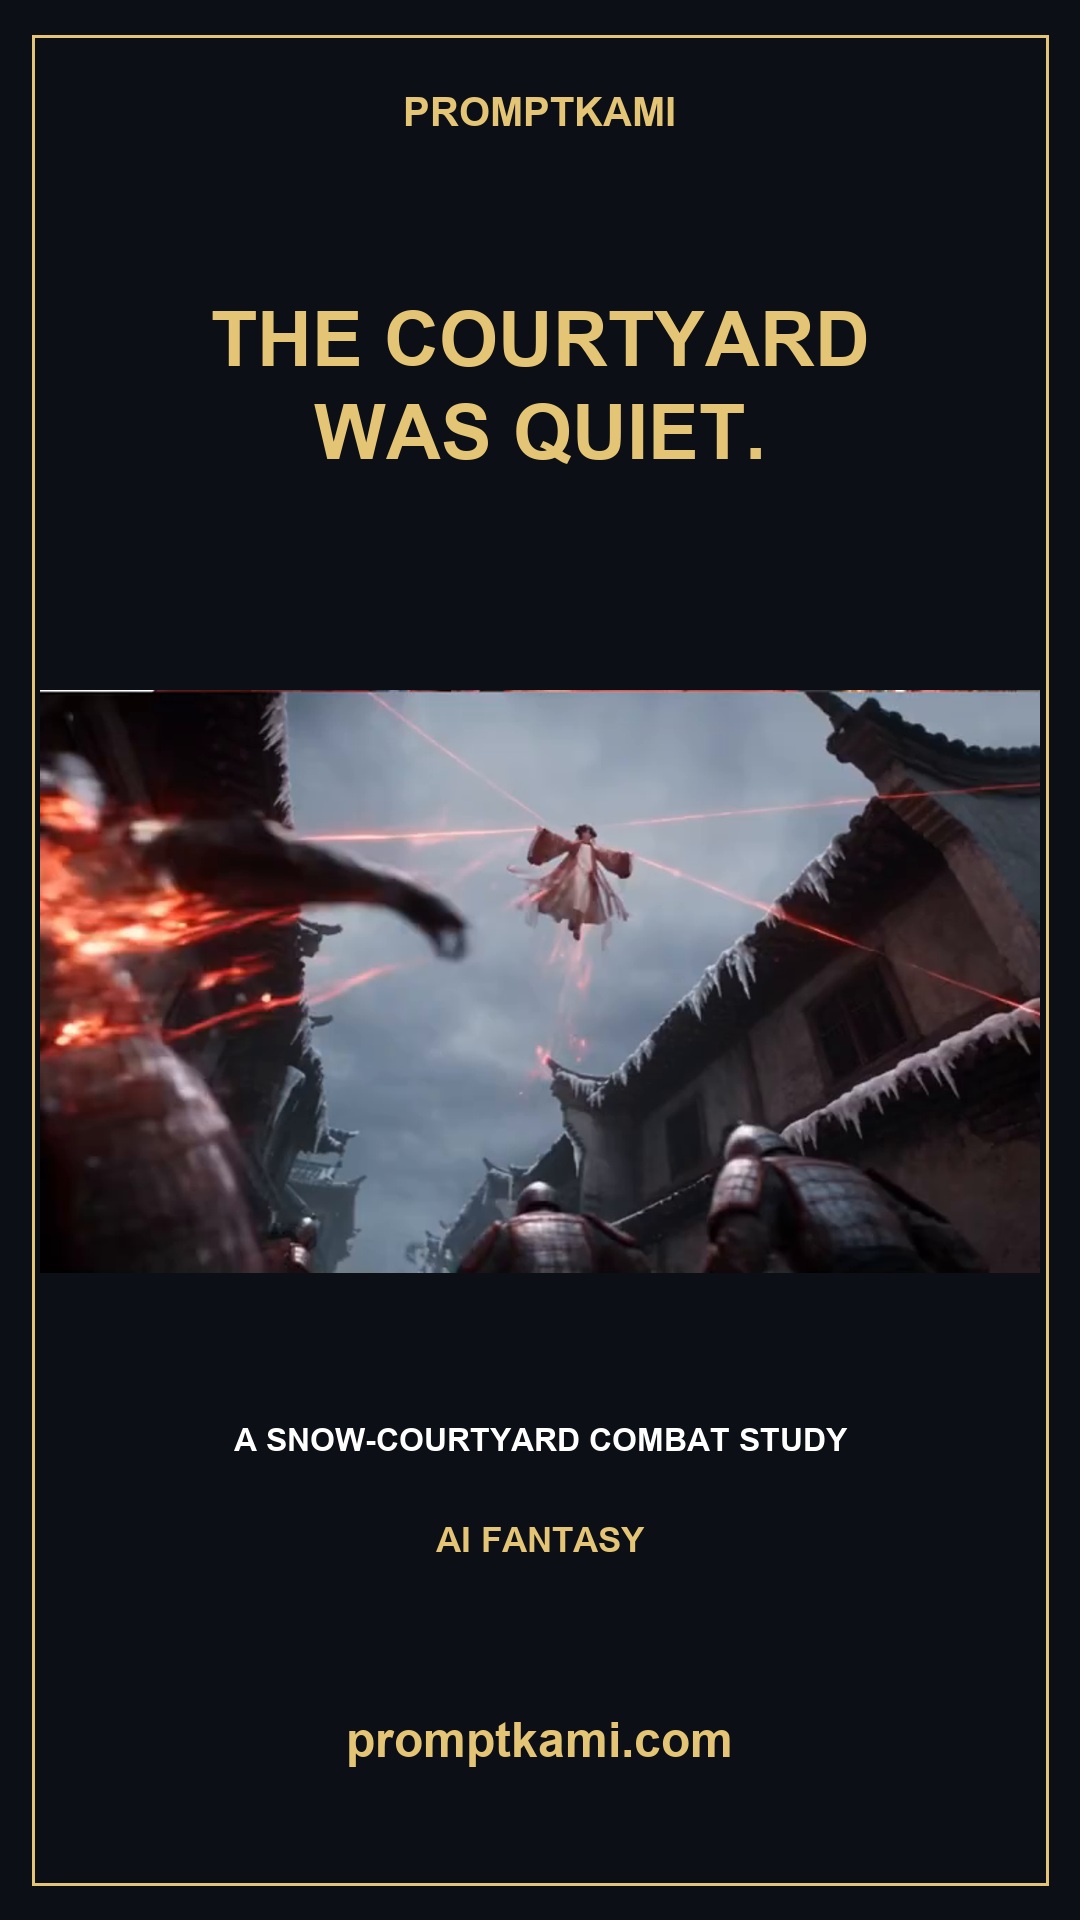 PROMPTKAMI
THE COURTYARD
WAS QUIET.
A SNOW-COURTYARD COMBAT STUDY
AI FANTASY
promptkami.com